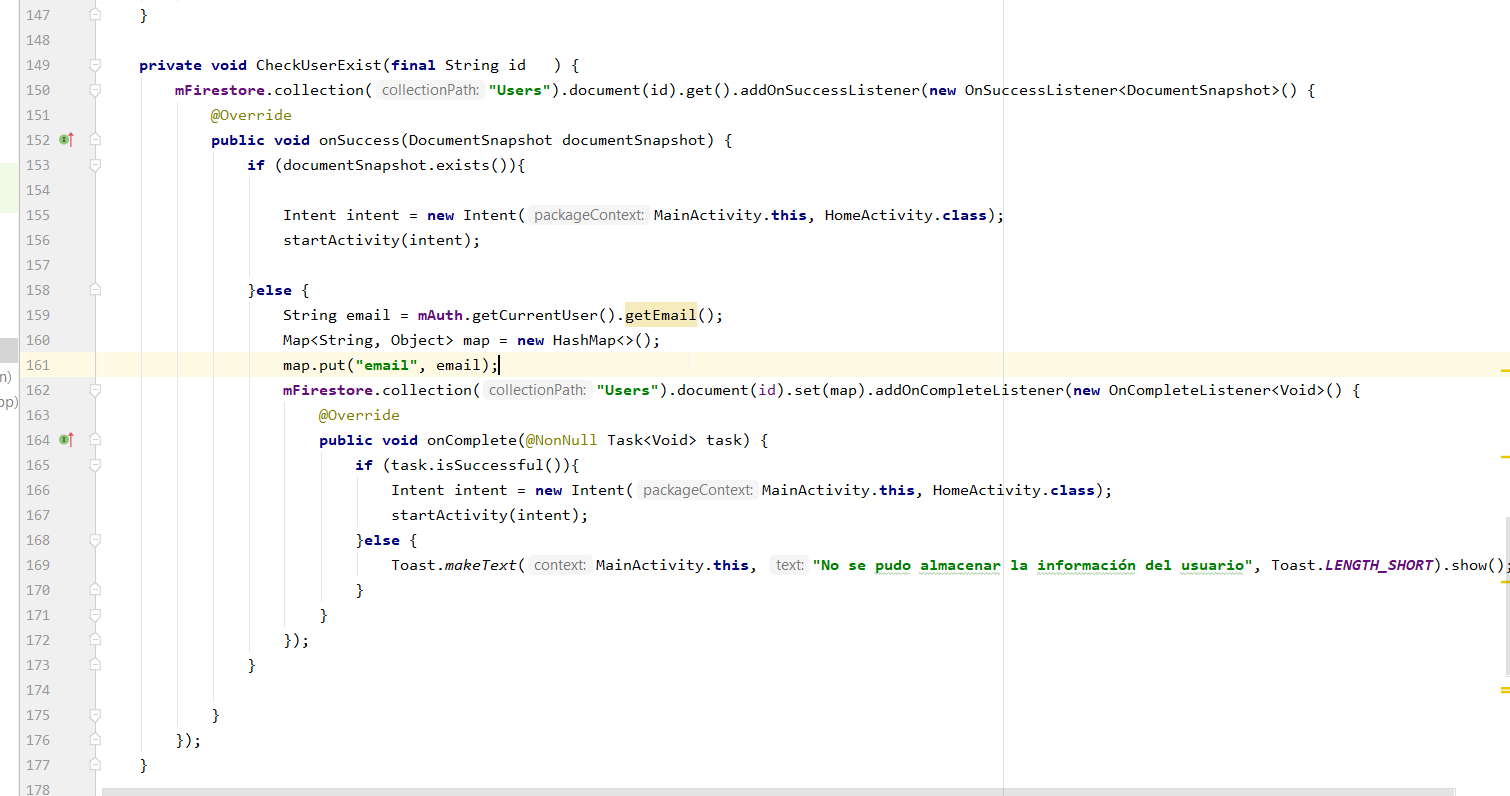 147 }
148
149 private void CheckUserExist(final String id   ) {
150 mFirestore.collection( collectionPath: "Users").document(id).get().addOnSuccessListener(new OnSuccessListener<DocumentSnapshot>() {
151 @Override
152 public void onSuccess(DocumentSnapshot documentSnapshot) {
153 if (documentSnapshot.exists()){
154
155 Intent intent = new Intent( packageContext: MainActivity.this, HomeActivity.class);
156 startActivity(intent);
157
158 }else {
159 String email = mAuth.getCurrentUser().getEmail();
160 Map<String, Object> map = new HashMap<>();
161 map.put("email", email);
n)
162 mFirestore.collection( collectionPath: "Users").document(id).set(map).addOnCompleteListener(new OnCompleteListener<Void>() {
op)
163 @Override
164 public void onComplete(@NonNull Task<Void> task) {
165 if (task.isSuccessful()){
166 Intent intent = new Intent( packageContext: MainActivity.this, HomeActivity.class);
167 startActivity(intent);
168 }else {
169 Toast.makeText( context: MainActivity.this, text: "No se pudo almacenar la información del usuario", Toast.LENGTH_SHORT).show();
170 }
171 }
172 });
173 }
174
175 }
176 });
177 }
178